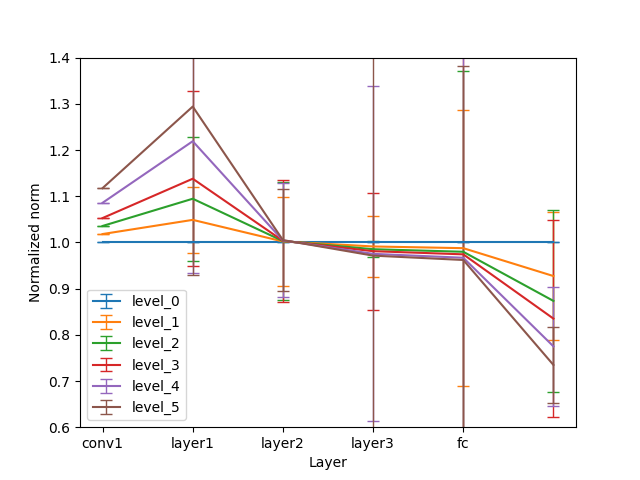 1.4
1.3
1.2
1.1
1.0
0.9
0.8
0.7
0.6
Normalized norm
level_0
level_1
level_2
level_3
level_4
level_5
conv1 layer1 layer2 layer3 fc
Layer